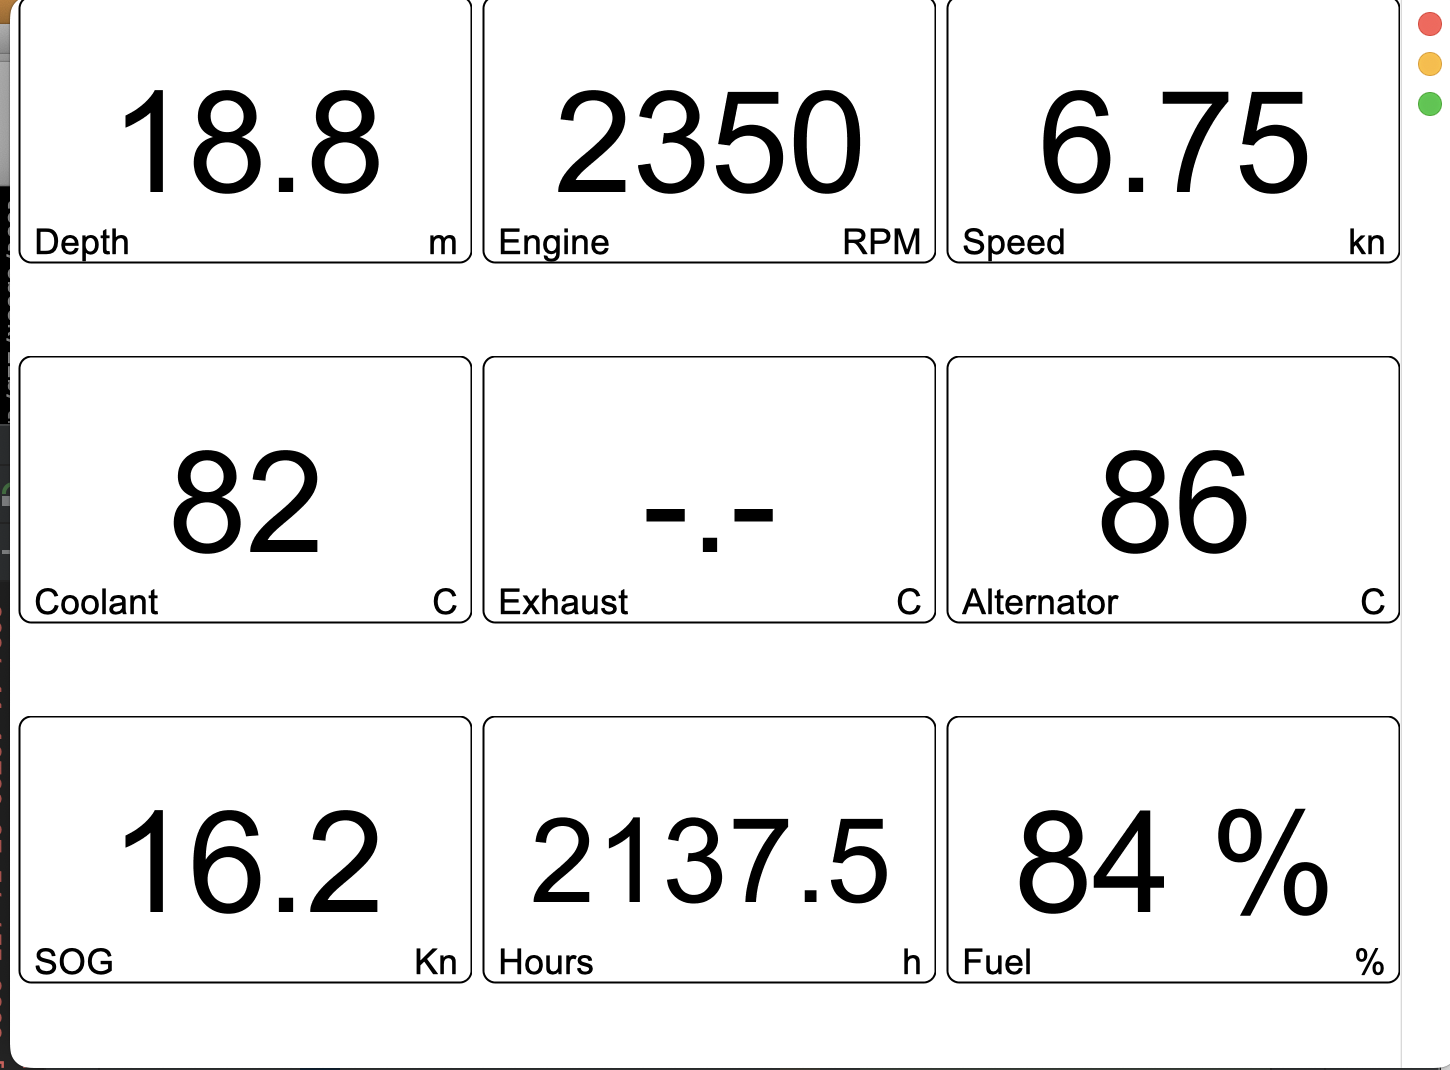 18.8 2350 6.75
Depth m Engine RPM Speed kn
82 -.- 86
Coolant C Exhaust C Alternator C
16.2 2137.5 84 %
SOG Kn Hours h Fuel %